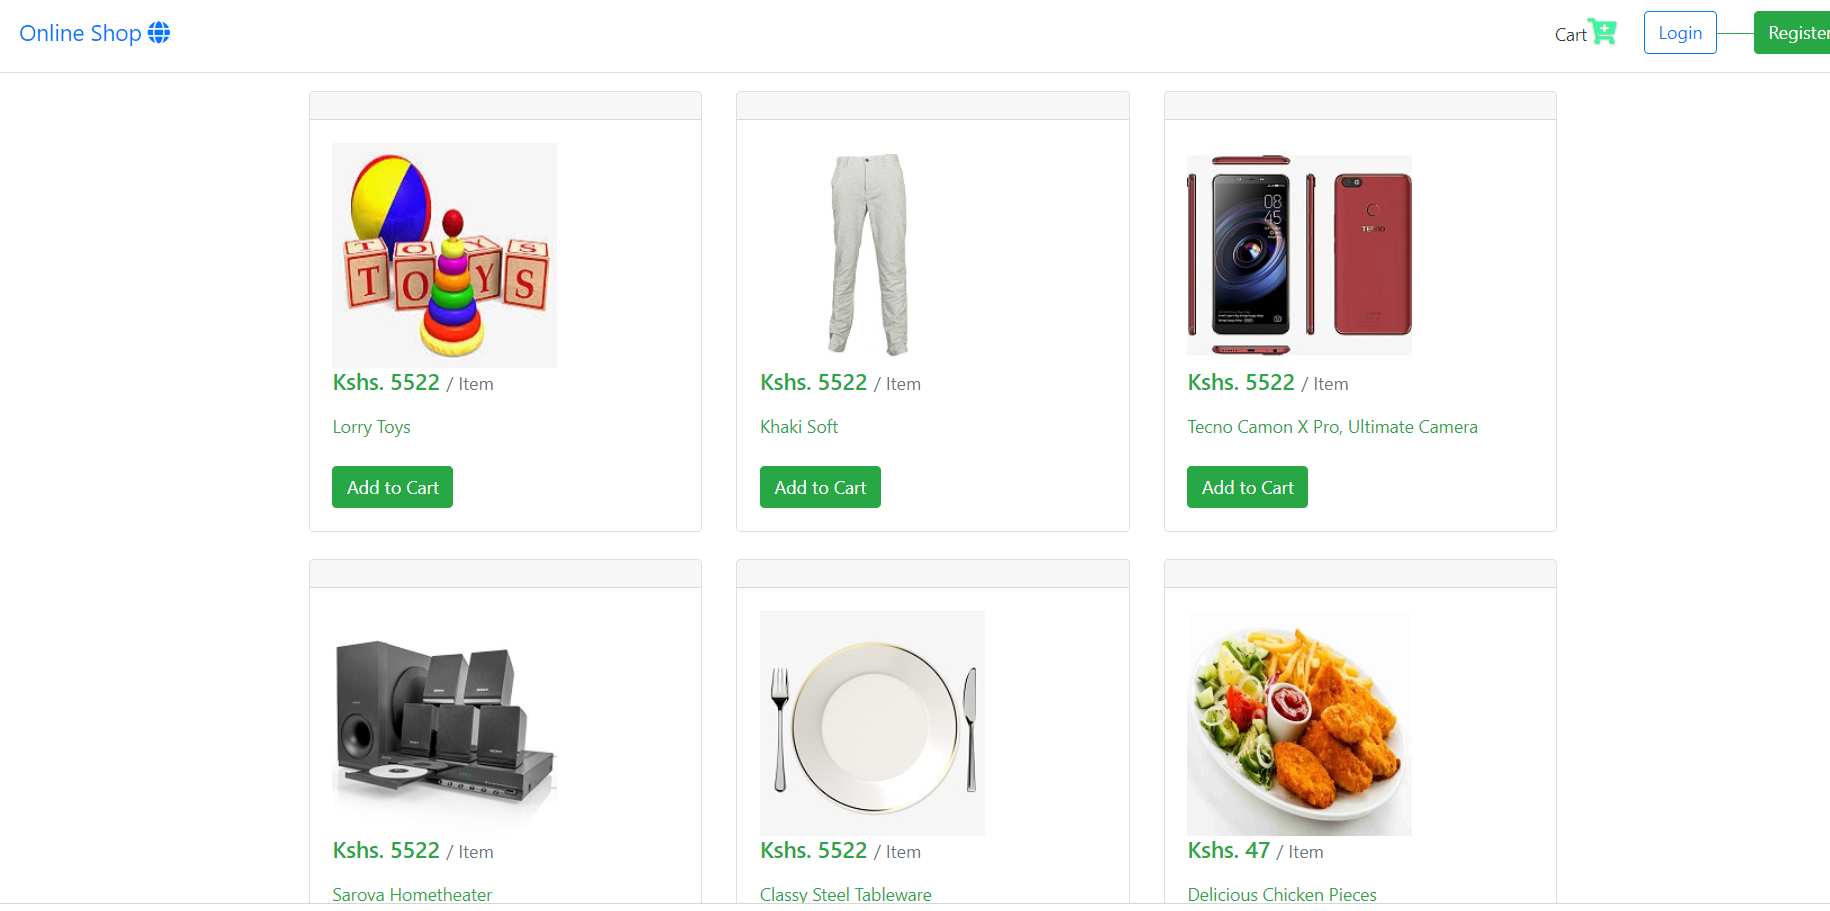 Online Shop
Cart
Login
Register
TOYS
TOYS
08
45
TECNO
Kshs. 5522 / Item
Kshs. 5522 / Item
Kshs. 5522 / Item
Lorry Toys
Khaki Soft
Tecno Camon X Pro, Ultimate Camera
Add to Cart
Add to Cart
Add to Cart
Kshs. 5522 / Item
Kshs. 5522 / Item
Kshs. 47 / Item
Sarova Hometheater
Classy Steel Tableware
Delicious Chicken Pieces